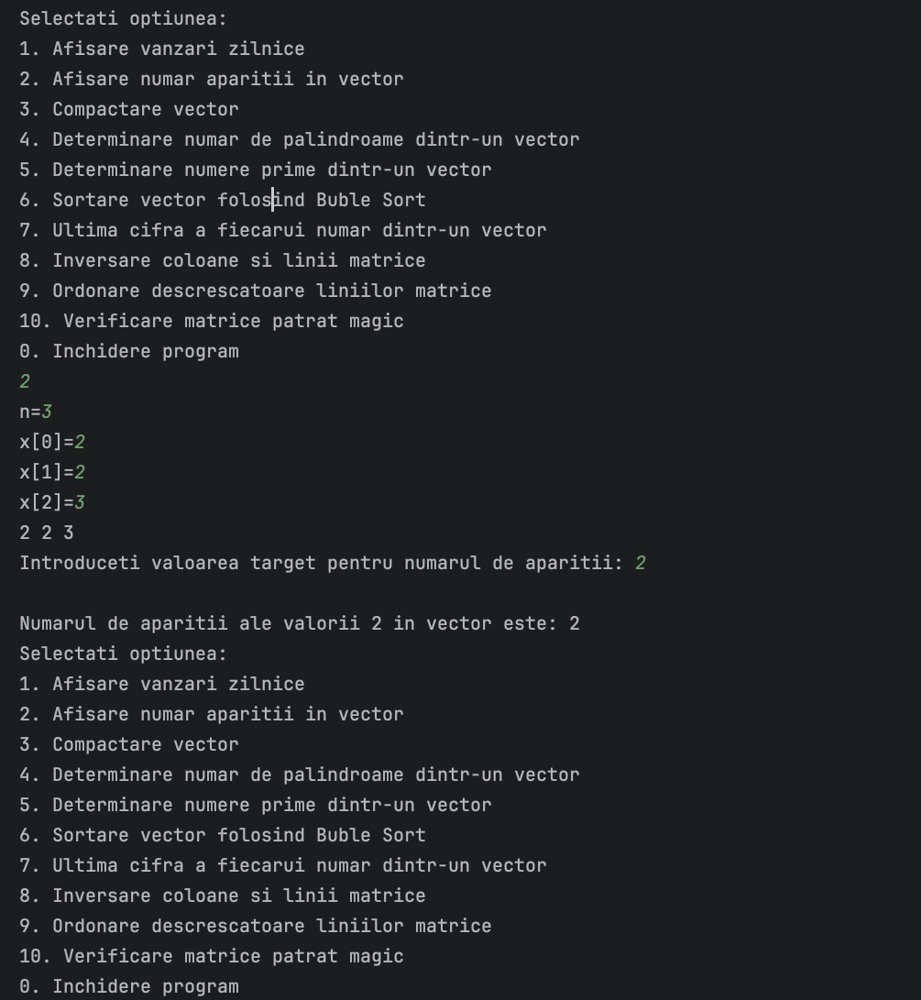 Selectati optiunea:
1. Afisare vanzari zilnice
2. Afisare numar aparitii in vector
3. Compactare vector
4. Determinare numar de palindroame dintr-un vector
5. Determinare numere prime dintr-un vector
6. Sortare vector folosind Buble Sort
7. Ultima cifra a fiecarui numar dintr-un vector
8. Inversare coloane si linii matrice
9. Ordonare descrescatoare liniilor matrice
10. Verificare matrice patrat magic
0. Inchidere program
2
n=3
x[0]=2
x[1]=2
x[2]=3
2 2 3
Introduceti valoarea target pentru numarul de aparitii: 2

Numarul de aparitii ale valorii 2 in vector este: 2
Selectati optiunea:
1. Afisare vanzari zilnice
2. Afisare numar aparitii in vector
3. Compactare vector
4. Determinare numar de palindroame dintr-un vector
5. Determinare numere prime dintr-un vector
6. Sortare vector folosind Buble Sort
7. Ultima cifra a fiecarui numar dintr-un vector
8. Inversare coloane si linii matrice
9. Ordonare descrescatoare liniilor matrice
10. Verificare matrice patrat magic
0. Inchidere program